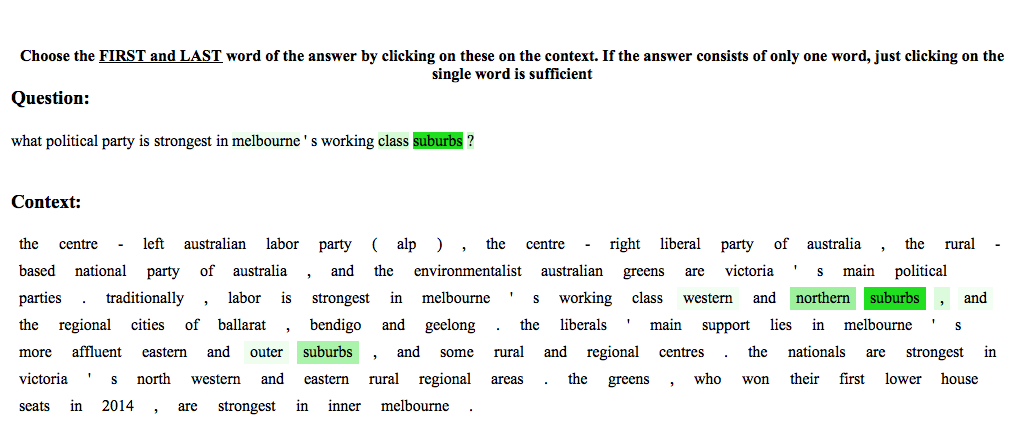 Choose the FIRST and LAST word of the answer by clicking on these on the context. If the answer consists of only one word, just clicking on the
single word is sufficient
Question:
what political party is strongest in melbourne ' s working class suburbs ?
Context:
the centre - left australian labor party ( alp ) , the centre - right liberal party of australia , the rural -
based national party of australia , and the environmentalist australian greens are victoria ' s main political
parties . traditionally , labor is strongest in melbourne ' s working class western and northern suburbs , and
the regional cities of ballarat , bendigo and geelong . the liberals ' main support lies in melbourne ' s
more affluent eastern and outer suburbs , and some rural and regional centres . the nationals are strongest in
victoria ' s north western and eastern rural regional areas . the greens , who won their first lower house
seats in 2014 , are strongest in inner melbourne .